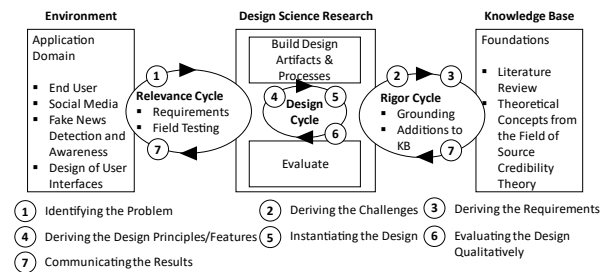 Environment
Design Science Research
Knowledge Base
Application
Domain
▪ End User
▪ Social Media
▪ Fake News
Detection and
Awareness
▪ Design of User
Interfaces
1
Relevance Cycle
▪ Requirements
▪ Field Testing
7
Build Design
Artifacts &
Processes
4
5
Design
Cycle
6
Evaluate
2
3
Rigor Cycle
▪ Grounding
▪ Additions to
KB
7
Foundations
▪ Literature
Review
▪ Theoretical
Concepts from
the Field of
Source
Credibility
Theory
1 Identifying the Problem
2 Deriving the Challenges
3 Deriving the Requirements
4 Deriving the Design Principles/Features
5 Instantiating the Design
6 Evaluating the Design
Qualitatively
7 Communicating the Results